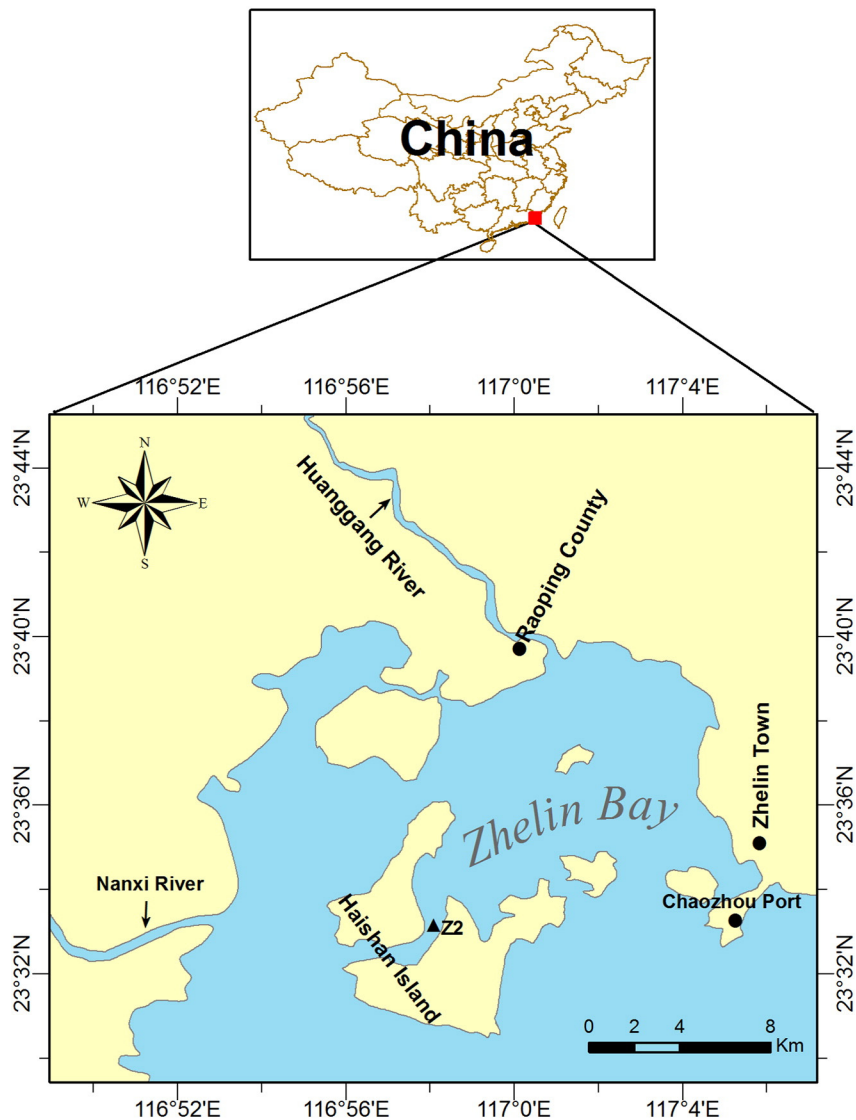 China
116°52'E
116°56'E
117°0'E
117°4'E
23°44'N
23°44'N
N
W
E
S
Huanggang River
Raoping County
23°40'N
23°40'N
Zhelin Town
23°36'N
23°36'N
Zhelin Bay
Nanxi River
Chaozhou Port
Haishan Island
Z2
23°32'N
23°32'N
0 2 4 8
Km
116°52'E
116°56'E
117°0'E
117°4'E